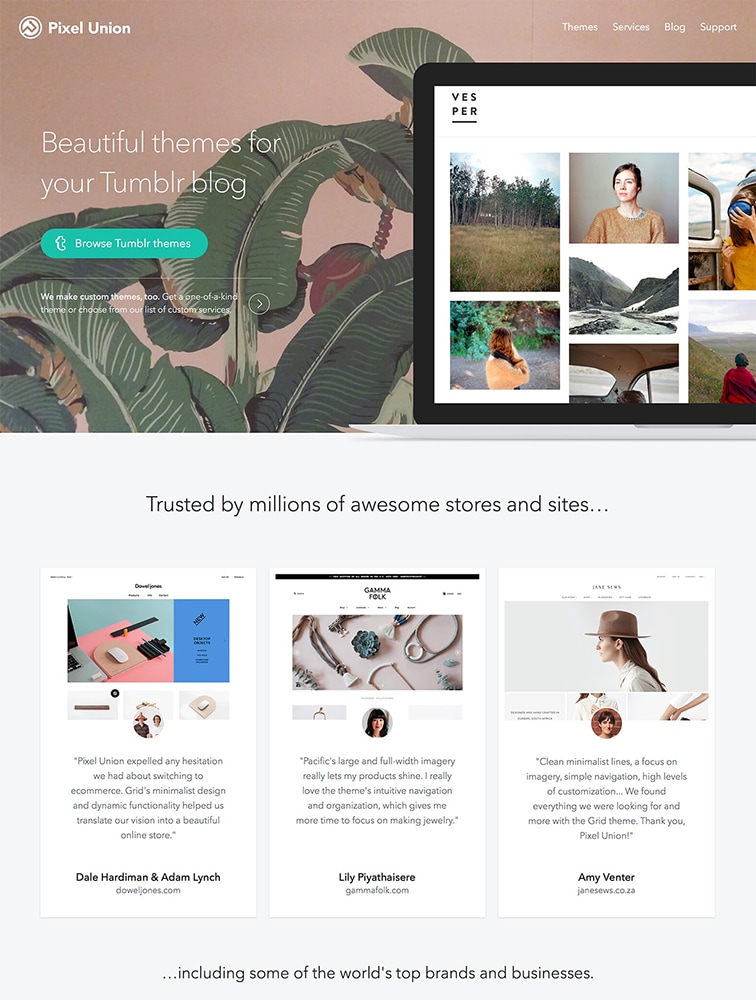 Pixel Union
Themes Services Blog Support
VES
PER
Beautiful themes for
your Tumblr blog
Browse Tumblr themes
We make custom themes, too. Get a one-of-a-kind
theme or choose from our list of custom services.
Trusted by millions of awesome stores and sites…
Doweljones
NEW
DESKTOP
OBJECTS
GAMMA
FOLK
JANE SEWS
"Pixel Union expelled any hesitation
we had about switching to
ecommerce. Grid's minimalist design
and dynamic functionality helped us
translate our vision into a beautiful
online store."
Dale Hardiman & Adam Lynch
doweljones.com
"Pacific's large and full-width imagery
really lets my products shine. I really
love the theme's intuitive navigation
and organization, which gives me
more time to focus on making jewelry."
Lily Piyathaisere
gammafolk.com
"Clean minimalist lines, a focus on
imagery, simple navigation, high levels
of customization... We found
everything we were looking for and
more with the Grid theme. Thank you,
Pixel Union!"
Amy Venter
janesews.co.za
…including some of the world's top brands and businesses.